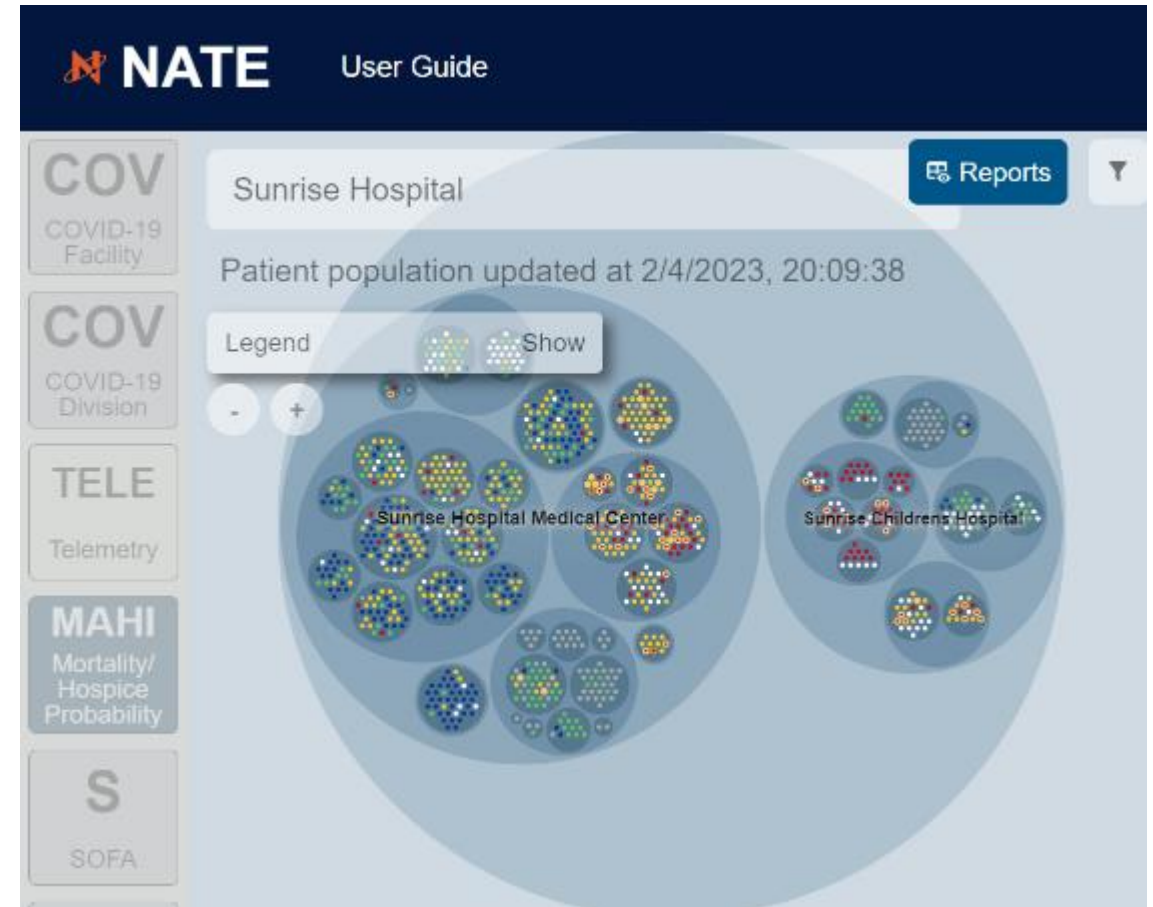 NATE
User Guide
COV
COVID-19
Facility
COV
COVID-19
Division
TELE
Telemetry
MAHI
Mortality/
Hospice
Probability
S
SOFA
Sunrise Hospital
Reports
Patient population updated at 2/4/2023, 20:09:38
Legend
Show
-
+
Sunrise Hospital Medical Center
Sunrise Childrens Hospital